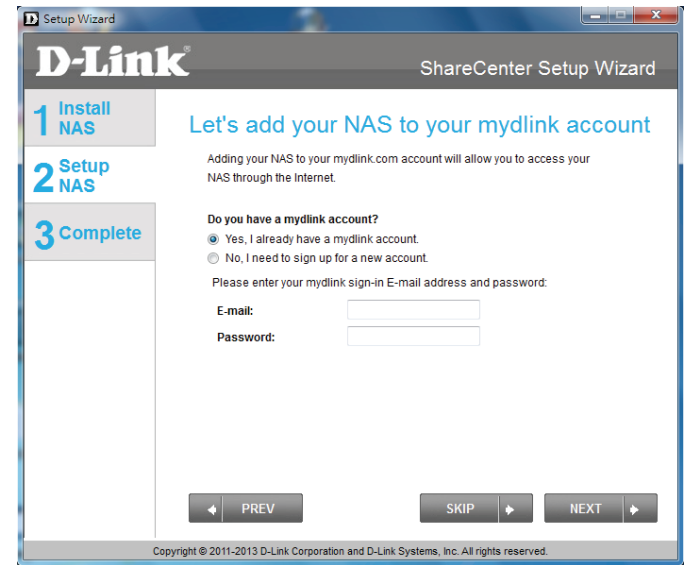 Setup Wizard
D-Link®
ShareCenter Setup Wizard
1 Install NAS
2 Setup NAS
3 Complete
Let's add your NAS to your mydlink account
Adding your NAS to your mydlink.com account will allow you to access your
NAS through the Internet.
Do you have a mydlink account?
Yes, I already have a mydlink account.
No, I need to sign up for a new account.
Please enter your mydlink sign-in E-mail address and password:
E-mail:
Password:
PREV
SKIP
NEXT
Copyright © 2011-2013 D-Link Corporation and D-Link Systems, Inc. All rights reserved.